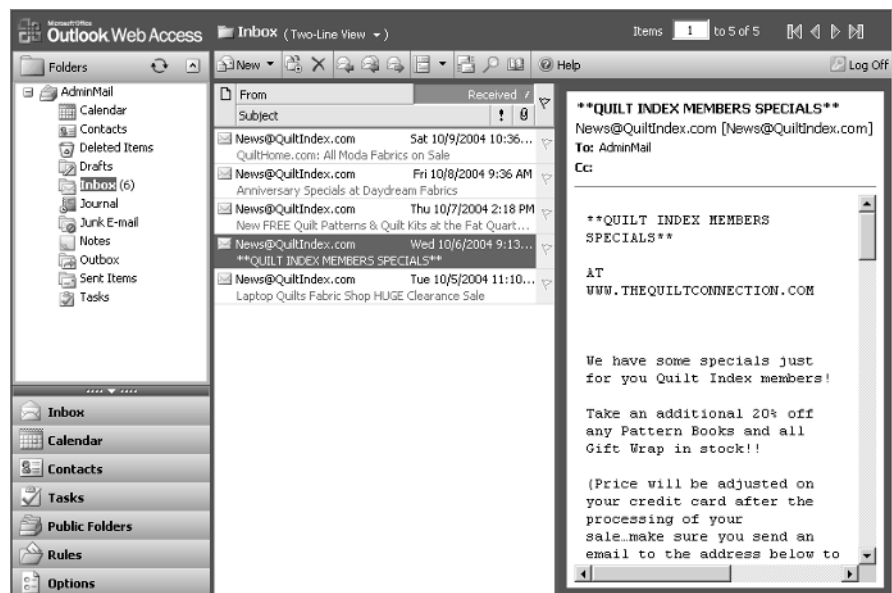 Microsoft Office
Outlook Web Access
Inbox (Two-Line View)
Items 1 to 5 of 5
Folders
New
Help
Log Off
AdminMail
Calendar
Contacts
Deleted Items
Drafts
Inbox (6)
Journal
Junk E-mail
Notes
Outbox
Sent Items
Tasks
Inbox
Calendar
Contacts
Tasks
Public Folders
Rules
Options
From Received
Subject
News@QuiltIndex.com Sat 10/9/2004 10:36...
QuiltHome.com: All Moda Fabrics on Sale
News@QuiltIndex.com Fri 10/8/2004 9:36 AM
Anniversary Specials at Daydream Fabrics
News@QuiltIndex.com Thu 10/7/2004 2:18 PM
New FREE Quilt Patterns & Quilt Kits at the Fat Quart...
News@QuiltIndex.com Wed 10/6/2004 9:13...
**QUILT INDEX MEMBERS SPECIALS**
News@QuiltIndex.com Tue 10/5/2004 11:10...
Laptop Quilts Fabric Shop HUGE Clearance Sale
**QUILT INDEX MEMBERS SPECIALS**
News@QuiltIndex.com [News@QuiltIndex.com]
To: AdminMail
Cc:
**QUILT INDEX MEMBERS
SPECIALS**
AT
WWW.THEQUILTCONNECTION.COM
We have some specials just
for you Quilt Index members!
Take an additional 20% off
any Pattern Books and all
Gift Wrap in stock!!
(Price will be adjusted on
your credit card after the
processing of your
sale…make sure you send an
email to the address below to